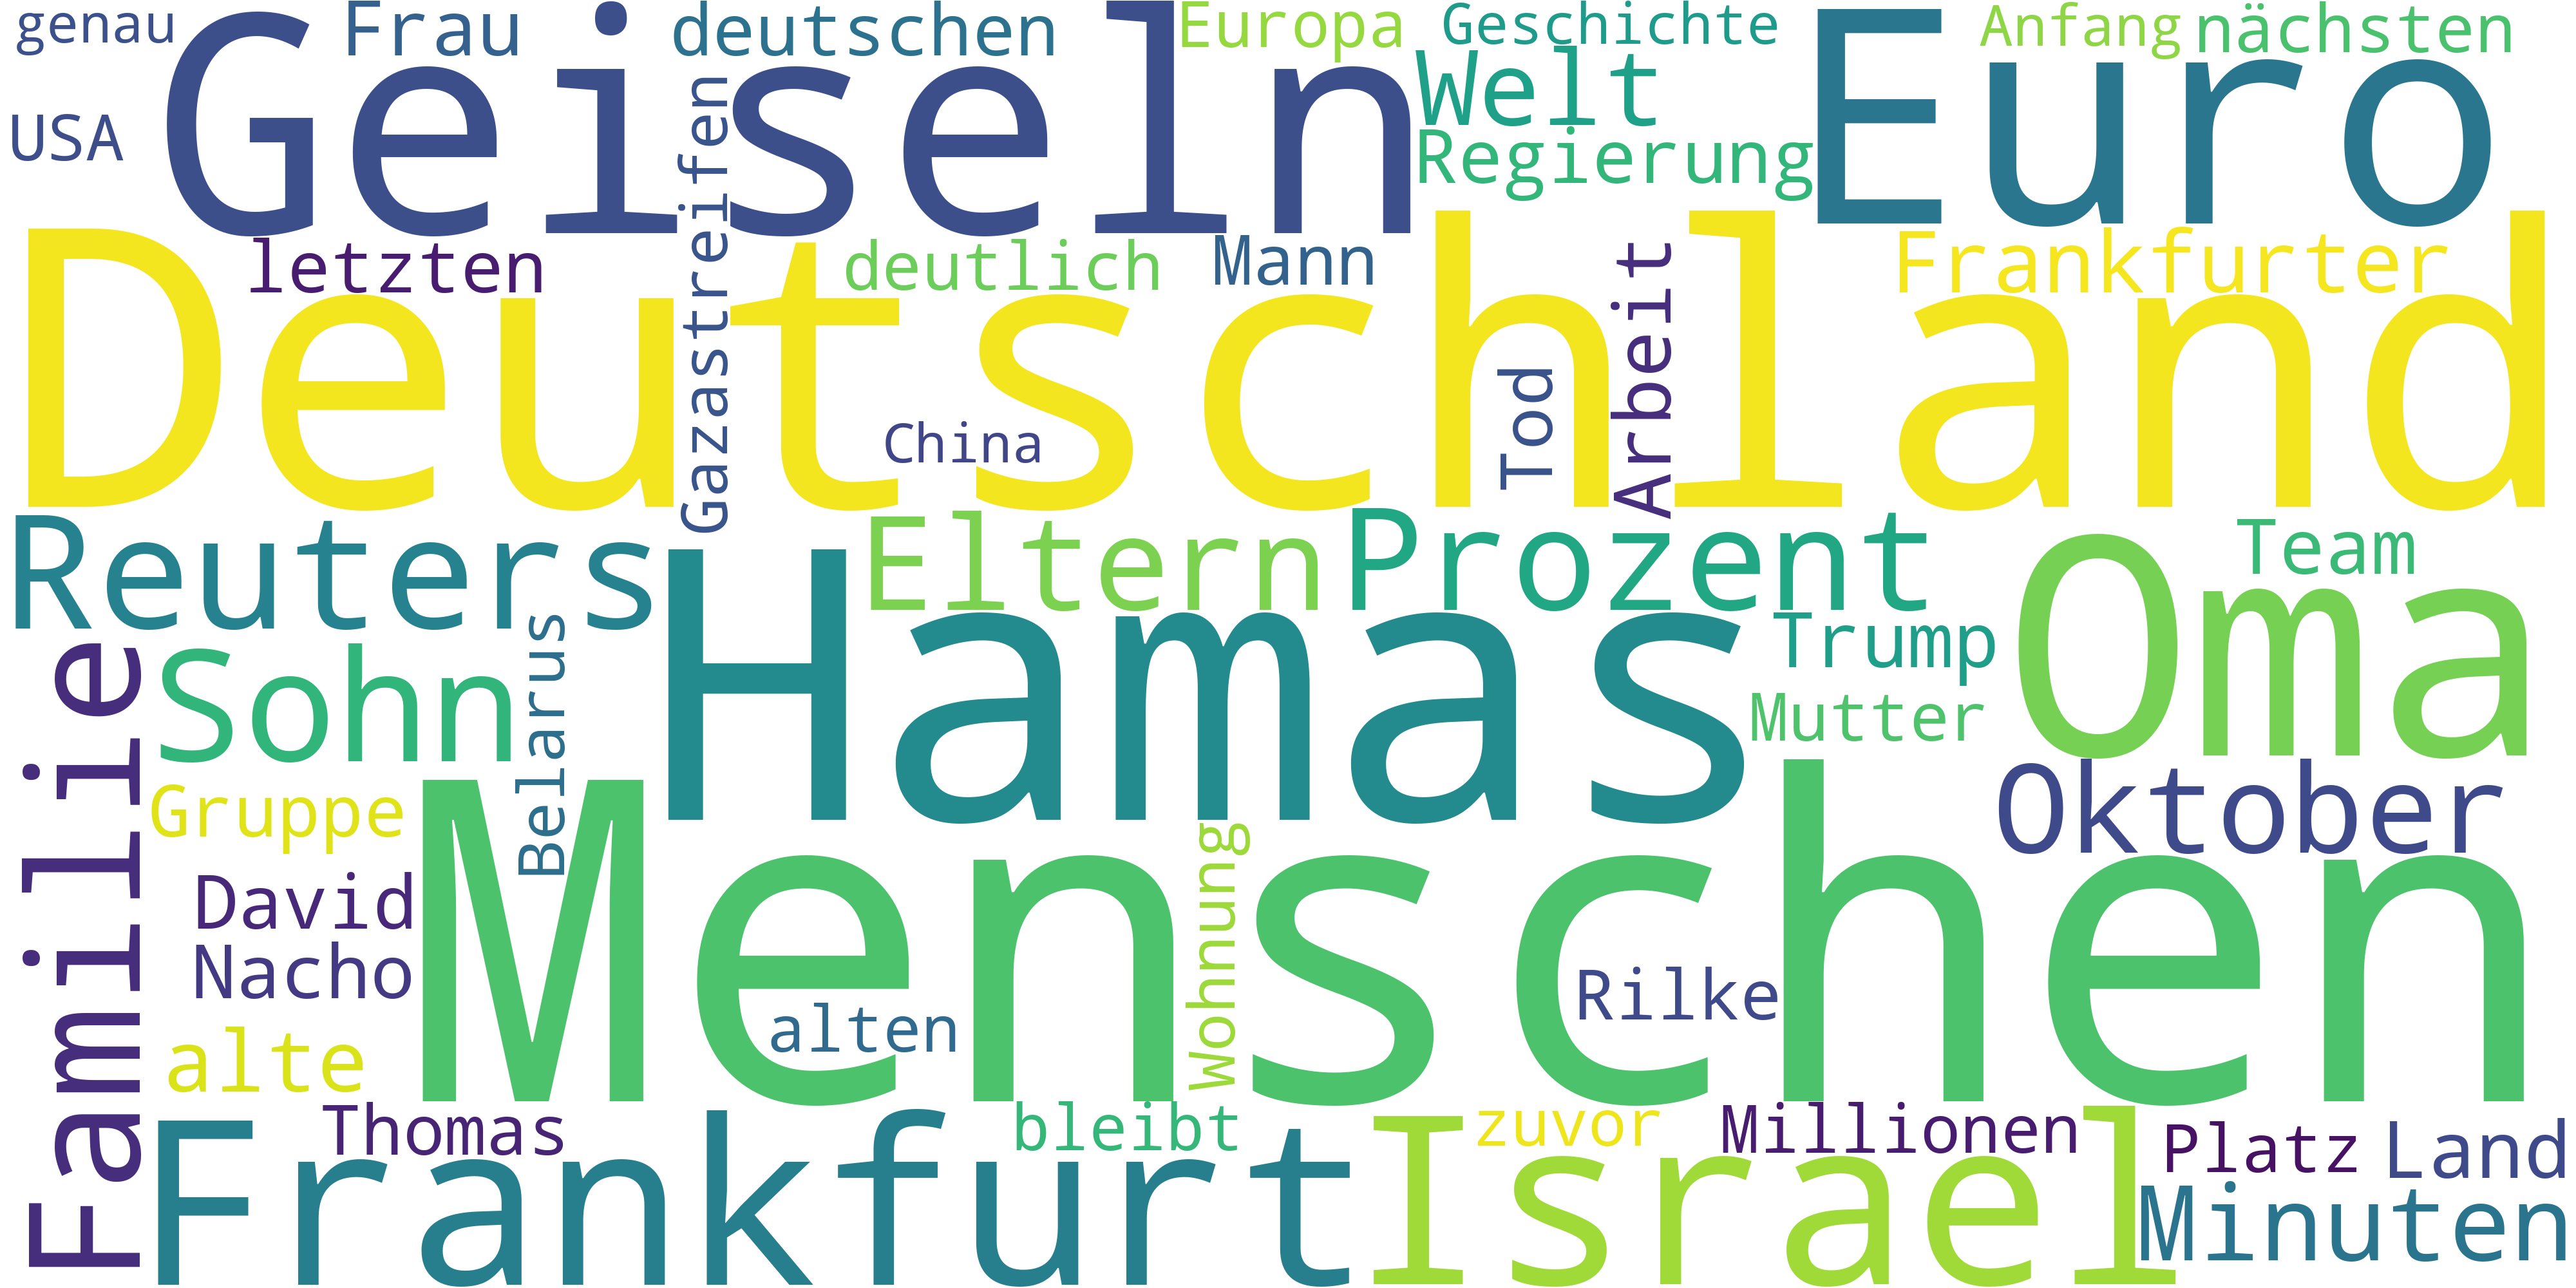 genau
Frau
deutschen
Europa
Geschichte
Anfang
nächsten
USA
Geiseln
Welt
Regierung
Euro
Gazastreifen
letzten
deutlich
Mann
Arbeit
Frankfurter
Deutschland
China
Tod
Reuters
Eltern
Prozent
Team
Oma
Hamas
Trump
Mutter
Familie
Sohn
Belarus
Gruppe
Oktober
Menschen
David
Nacho
Wohnung
Rilke
alten
alte
Thomas
bleibt
zuvor
Millionen
Platz
Land
Frankfurt
Israel
Minuten